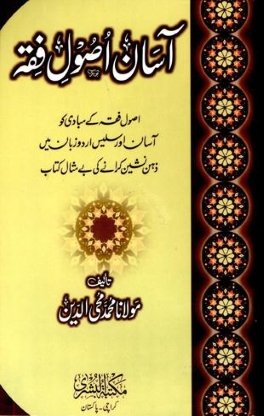 آسان اُصولِ فِقہ
اصول فقہ کے مبادی کو
آسان اور سلیس اردو زبان میں
ذہن نشین کرانے کی بے مثال کتاب
تالیف
مولانا محمد محی الدین
مکتبۃ البشریٰ
کراچی - پاکستان